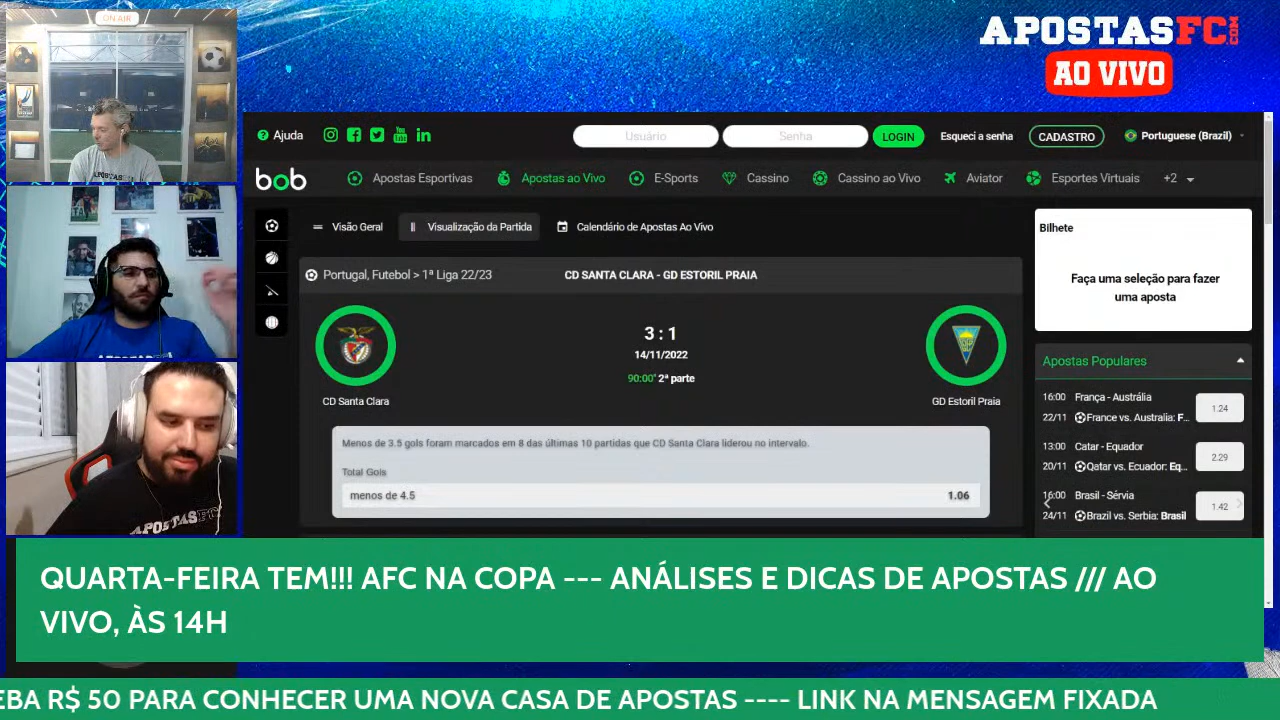 ON AIR
APOSTASFC.COM
AO VIVO
Ajuda
Usuário
Senha
LOGIN
Esqueci a senha
CADASTRO
Portuguese (Brazil)
bob
Apostas Esportivas
Apostas ao Vivo
E-Sports
Cassino
Cassino ao Vivo
Aviator
Esportes Virtuais
+2
Visão Geral
Visualização da Partida
Calendário de Apostas Ao Vivo
Bilhete
Faça uma seleção para fazer
uma aposta
Portugal, Futebol > 1ª Liga 22/23
CD SANTA CLARA - GD ESTORIL PRAIA
3 : 1
14/11/2022
90:00" 2ª parte
CD Santa Clara
GD Estoril Praia
Menos de 3.5 gols foram marcados em 8 das últimas 10 partidas que CD Santa Clara liderou no intervalo.
Total Gols
menos de 4.5 1.06
Apostas Populares
16:00 França - Austrália
22/11 France vs. Australia: F...
1.24
13:00 Catar - Equador
20/11 Qatar vs. Ecuador: Eq...
2.29
16:00 Brasil - Sérvia
24/11 Brazil vs. Serbia: Brasil
1.42
APOSTASFC
QUARTA-FEIRA TEM!!! AFC NA COPA --- ANÁLISES E DICAS DE APOSTAS /// AO
VIVO, ÀS 14H
EBA R$ 50 PARA CONHECER UMA NOVA CASA DE APOSTAS ---- LINK NA MENSAGEM FIXADA